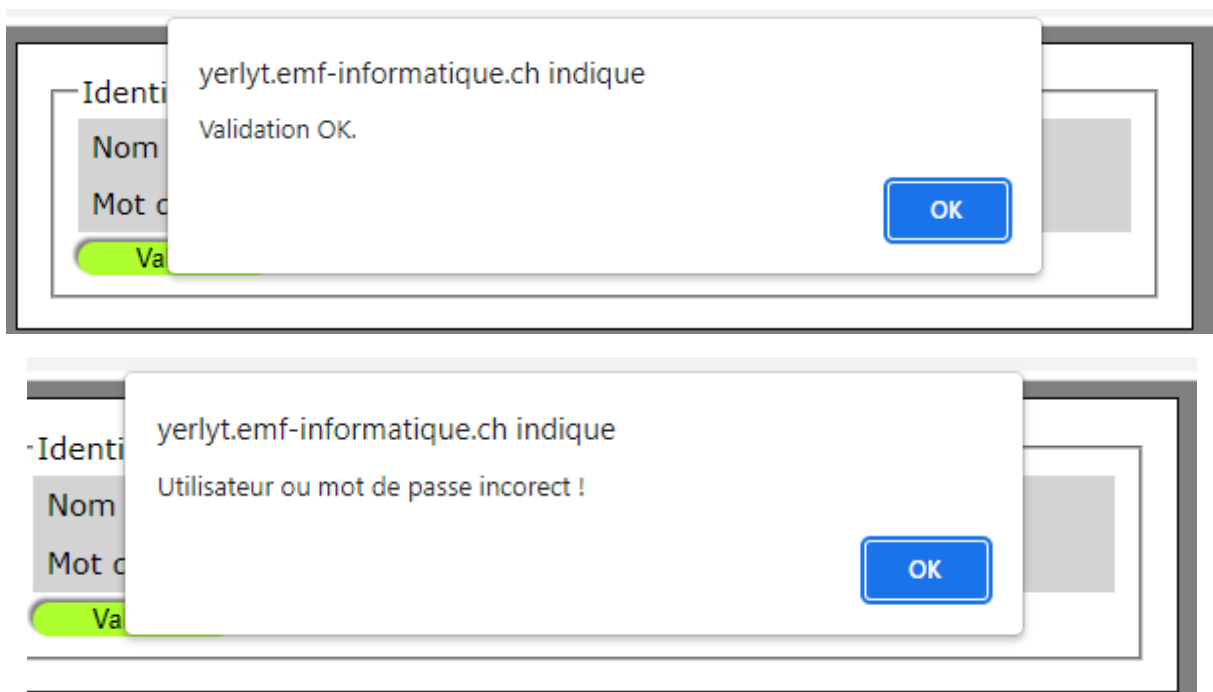 yerlyt.emf-informatique.ch indique
Identi
Validation OK.
Nom
Mot
OK
Va
yerlyt.emf-informatique.ch indique
Identi
Utilisateur ou mot de passe incorect !
Nom
Mot
OK
Va